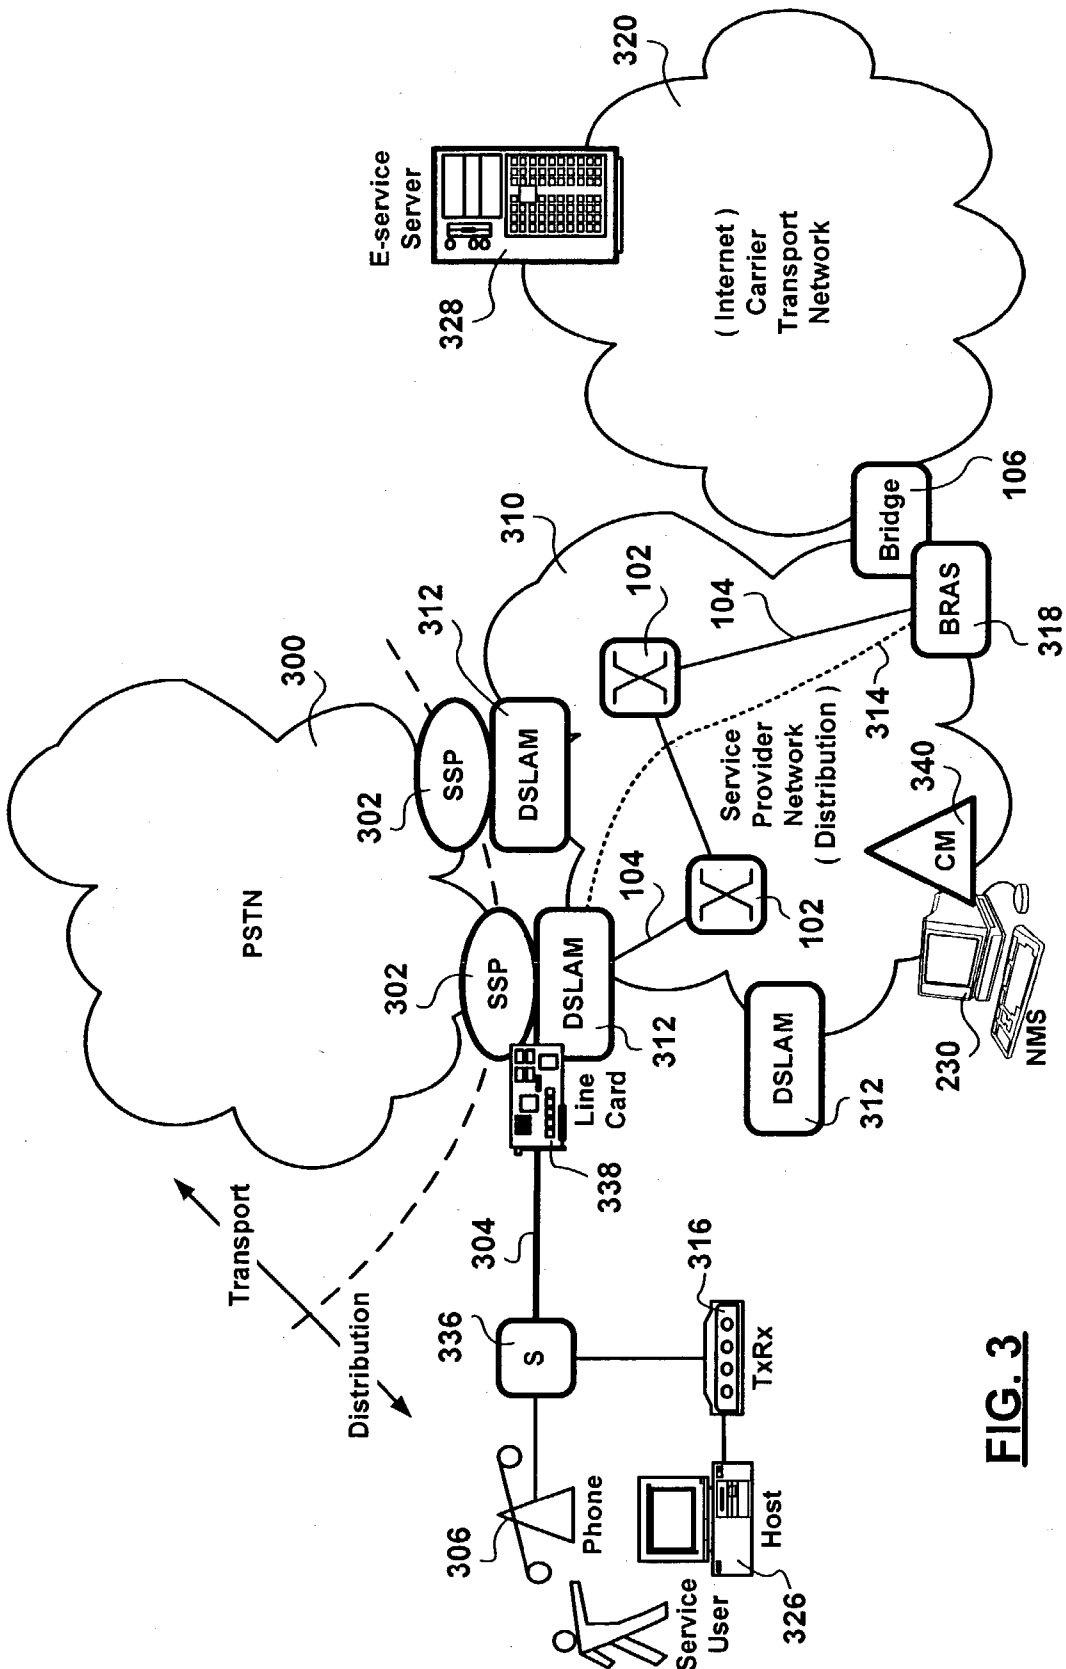 320
E-service
Server
328
( Internet )
Carrier
Transport
Network
106
Bridge
310
102
104
BRAS
318
314
300
312
SSP
302
DSLAM
Service
Provider
Network
( Distribution )
340
CM
PSTN
302
SSP
DSLAM
312
104
102
DSLAM
312
230
NMS
Line
Card
338
304
Transport
Distribution
336
S
316
TxRx
306
Phone
Host
326
Service
User
FIG. 3